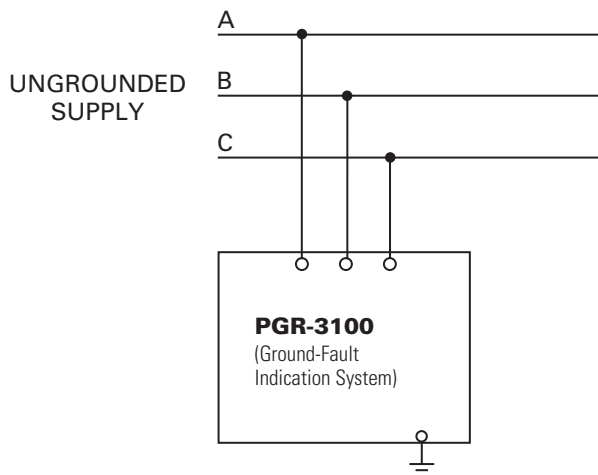 A
UNGROUNDED
SUPPLY
B
C
PGR-3100
(Ground-Fault
Indication System)